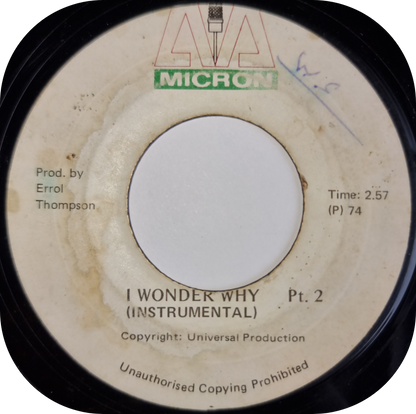 MICRON
Prod. by
Errol
Thompson
Time: 2.57
(P) 74
I WONDER WHY Pt. 2
(INSTRUMENTAL)
Copyright: Universal Production
Unauthorised Copying Prohibited